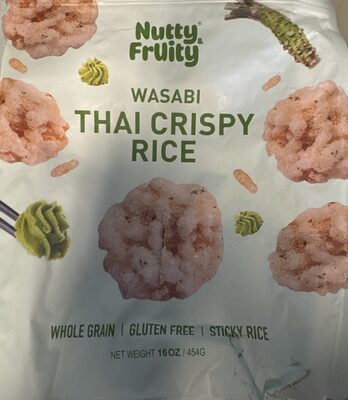 Nutty®
& Fruity
WASABI
THAI CRISPY
RICE
WHOLE GRAIN | GLUTEN FREE | STICKY RICE
NET WEIGHT 16OZ / 454G